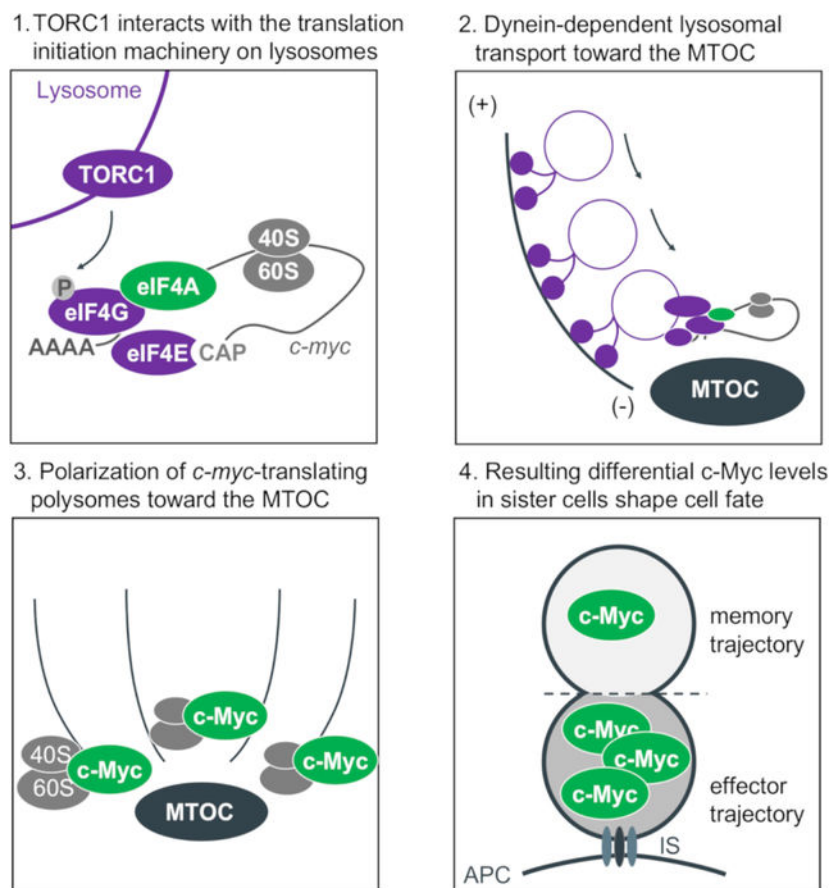 1. TORC1 interacts with the translation
initiation machinery on lysosomes
Lysosome
TORC1
P
eIF4G
eIF4A
40S
60S
AAAA
eIF4E
CAP
c-myc
2. Dynein-dependent lysosomal
transport toward the MTOC
(+)
(-)
MTOC
3. Polarization of c-myc-translating
polysomes toward the MTOC
c-Myc
40S
60S
c-Myc
c-Myc
MTOC
4. Resulting differential c-Myc levels
in sister cells shape cell fate
c-Myc
memory
trajectory
c-Myc
c-Myc
c-Myc
effector
trajectory
IS
APC